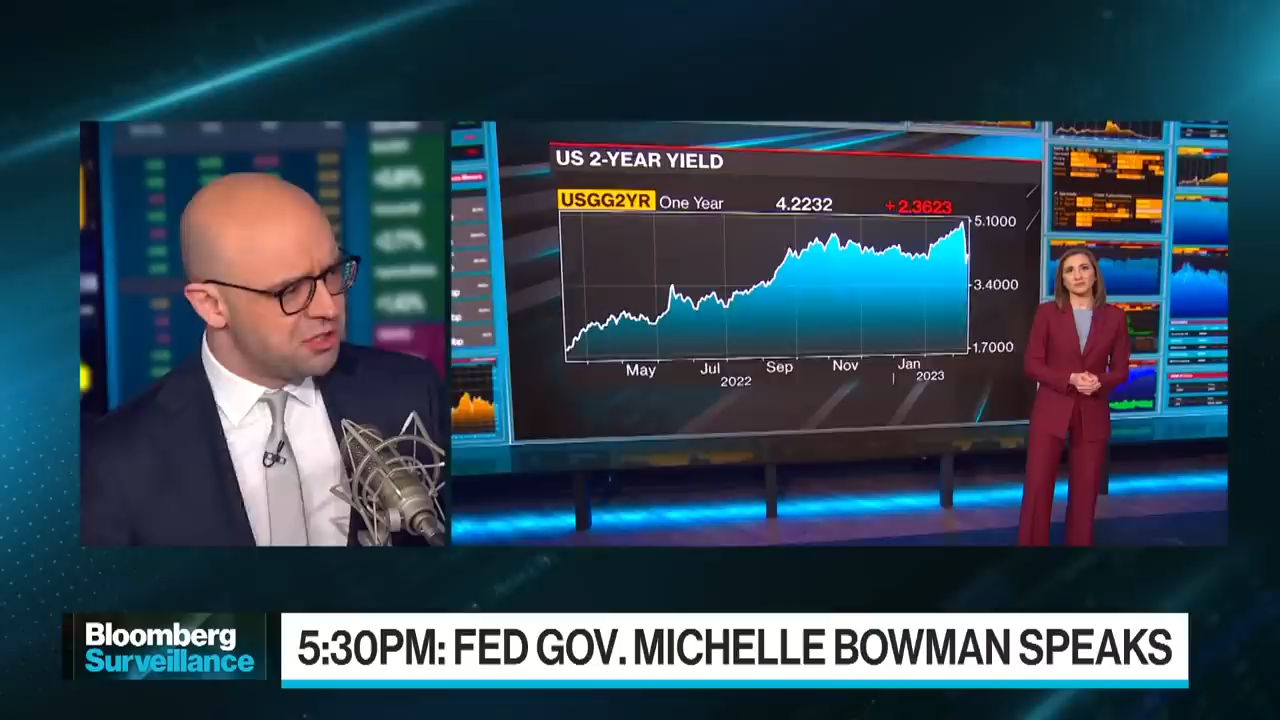 US 2-YEAR YIELD
USGG2YR One Year 4.2232 +2.3623
5.1000
3.4000
1.7000
May Jul Sep Nov Jan
2022 2023
Bloomberg
Surveillance
5:30PM: FED GOV. MICHELLE BOWMAN SPEAKS